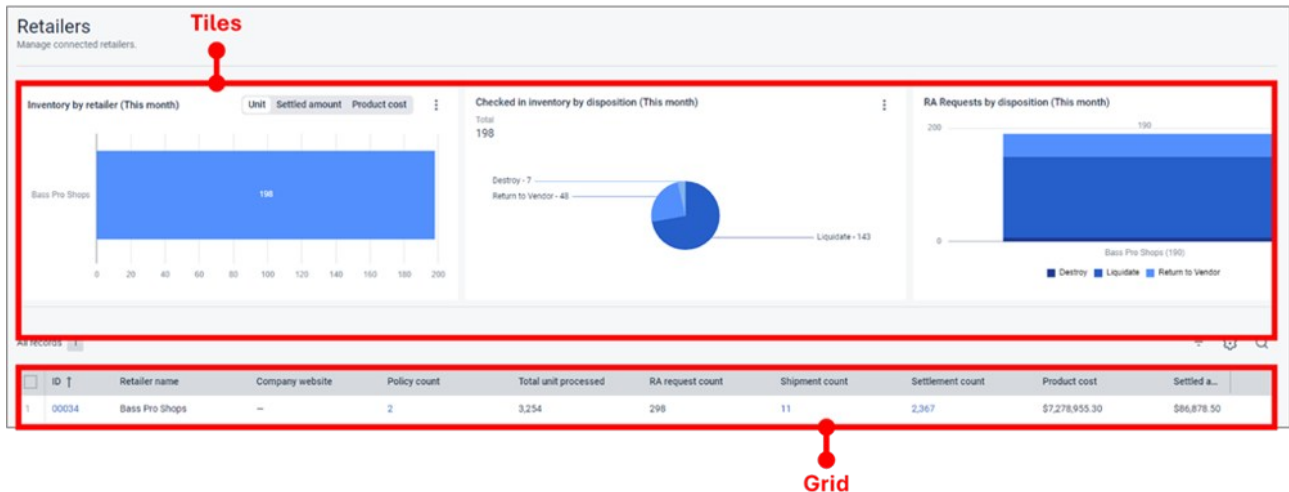 Retailers
Manage connected retailers.
Tiles
Inventory by retailer (This month)
Unit Settled amount Product cost
Bass Pro Shops
198
0 20 40 60 80 100 120 140 160 180 200
Checked in inventory by disposition (This month)
Total
198
Destroy - 7
Return to Vendor - 48
Liquidate - 143
RA Requests by disposition (This month)
200
190
0
Bass Pro Shops (190)
Destroy Liquidate Return to Vendor
All records 1
ID ↑ Retailer name Company website Policy count Total unit processed RA request count Shipment count Settlement count Product cost Settled a...
1 00034 Bass Pro Shops – 2 3,254 298 11 2,367 $7,278,955.30 $86,878.50
Grid